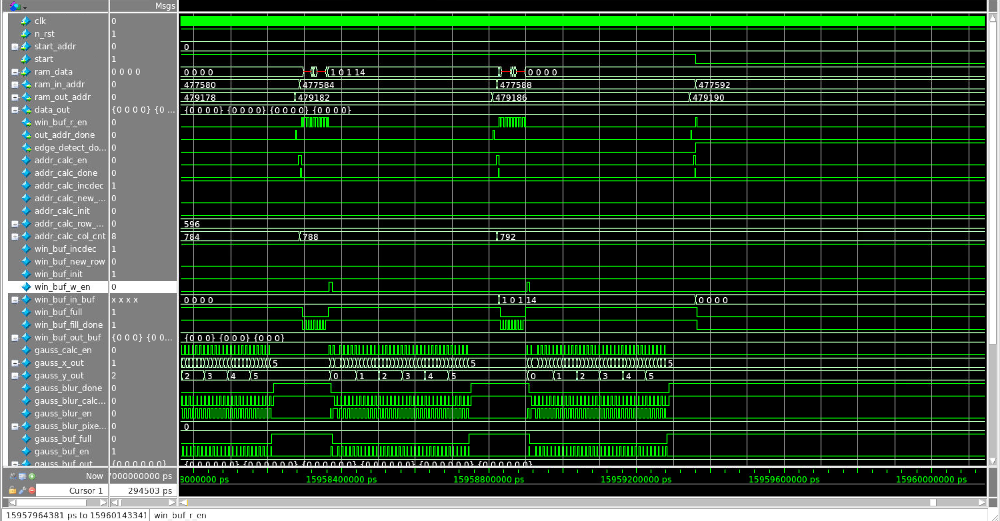 Msgs
clk 0
n_rst 1
start_addr 0 0
start 1
ram_data 0 0 0 0 0 0 0 0 1 0 1 14 0 0 0 0
ram_in_addr 0 477580 477584 477588 477592
ram_out_addr 0 479178 479182 479186 479190
data_out {0 0 0 0} {0 ... {0 0 0 0} {0 0 0 0} {0 0 0 0} {0 0 0 0}
win_buf_r_en 0
out_addr_done 0
edge_detect_do... 0
addr_calc_en 0
addr_calc_done 0
addr_calc_incdec 1
addr_calc_new_... 0
addr_calc_init 0
addr_calc_row_... 0 596
addr_calc_col_cnt 8 784 788 792
win_buf_incdec 1
win_buf_new_row 0
win_buf_init 1
win_buf_w_en 0
win_buf_in_buf x x x x 0 0 0 0 1 0 1 14 0 0 0 0
win_buf_full 1
win_buf_fill_done 1
win_buf_out_buf {0 0 0} {0 0... {0 0 0} {0 0 0} {0 0 0}
gauss_calc_en 0
gauss_x_out 1 5 5 5
gauss_y_out 2 2 3 4 5 0 1 2 3 4 5 0 1 2 3 4 5
gauss_blur_done 0
gauss_blur_calc... 0
gauss_blur_en 0
gauss_blur_pixe... 0 0
gauss_buf_full 0
gauss_buf_en 1
gauss_buf_out {0 0 0 0 0 0} {0 0 0 0 0 0} {0 0 0 0 0 0} {0 0 0 0 0 0} {0 0 0 0 0 0} {0 0 0 0 0 0} {0 0 0 0 0 0}
Now 7000000000 ps 8000000 ps 15958400000 ps 15958800000 ps 15959200000 ps 15959600000 ps 15960000000 ps
Cursor 1 294503 ps
15957964381 ps to 15960143341 win_buf_r_en